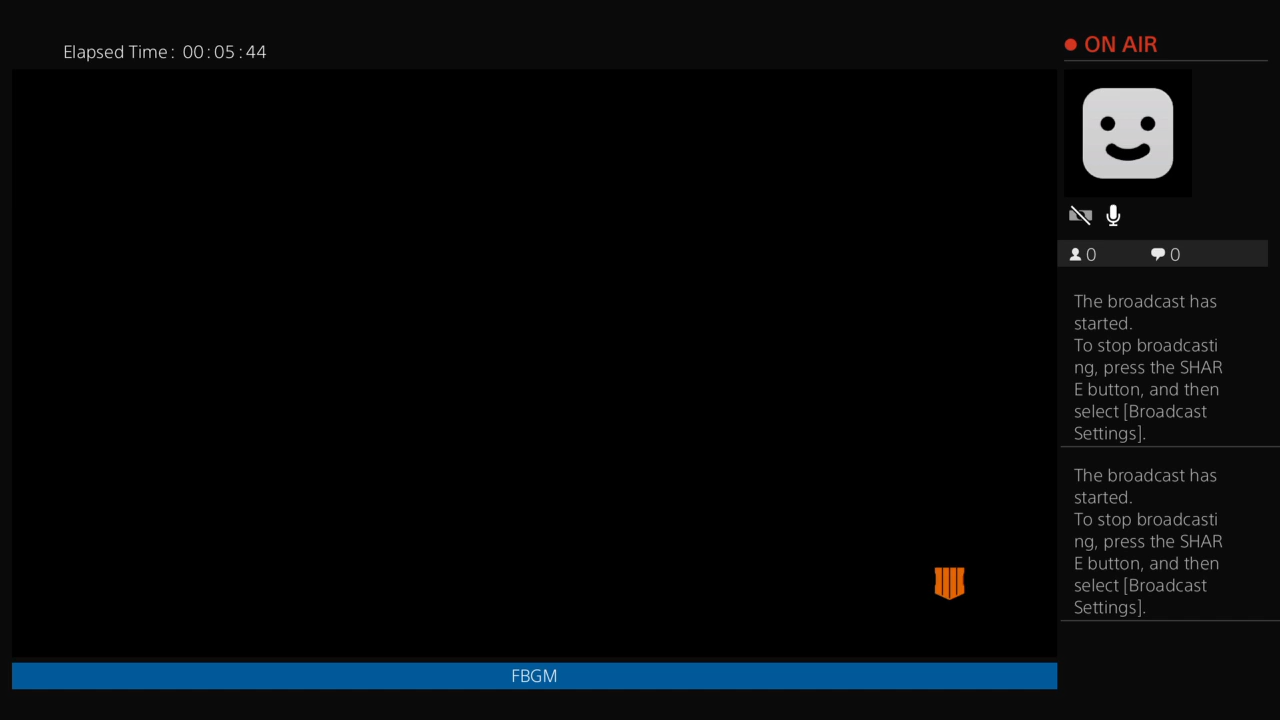 Elapsed Time: 00:05:44
ON AIR
0 0
The broadcast has
started.
To stop broadcasti
ng, press the SHAR
E button, and then
select [Broadcast
Settings].
The broadcast has
started.
To stop broadcasti
ng, press the SHAR
E button, and then
select [Broadcast
Settings].
FBGM